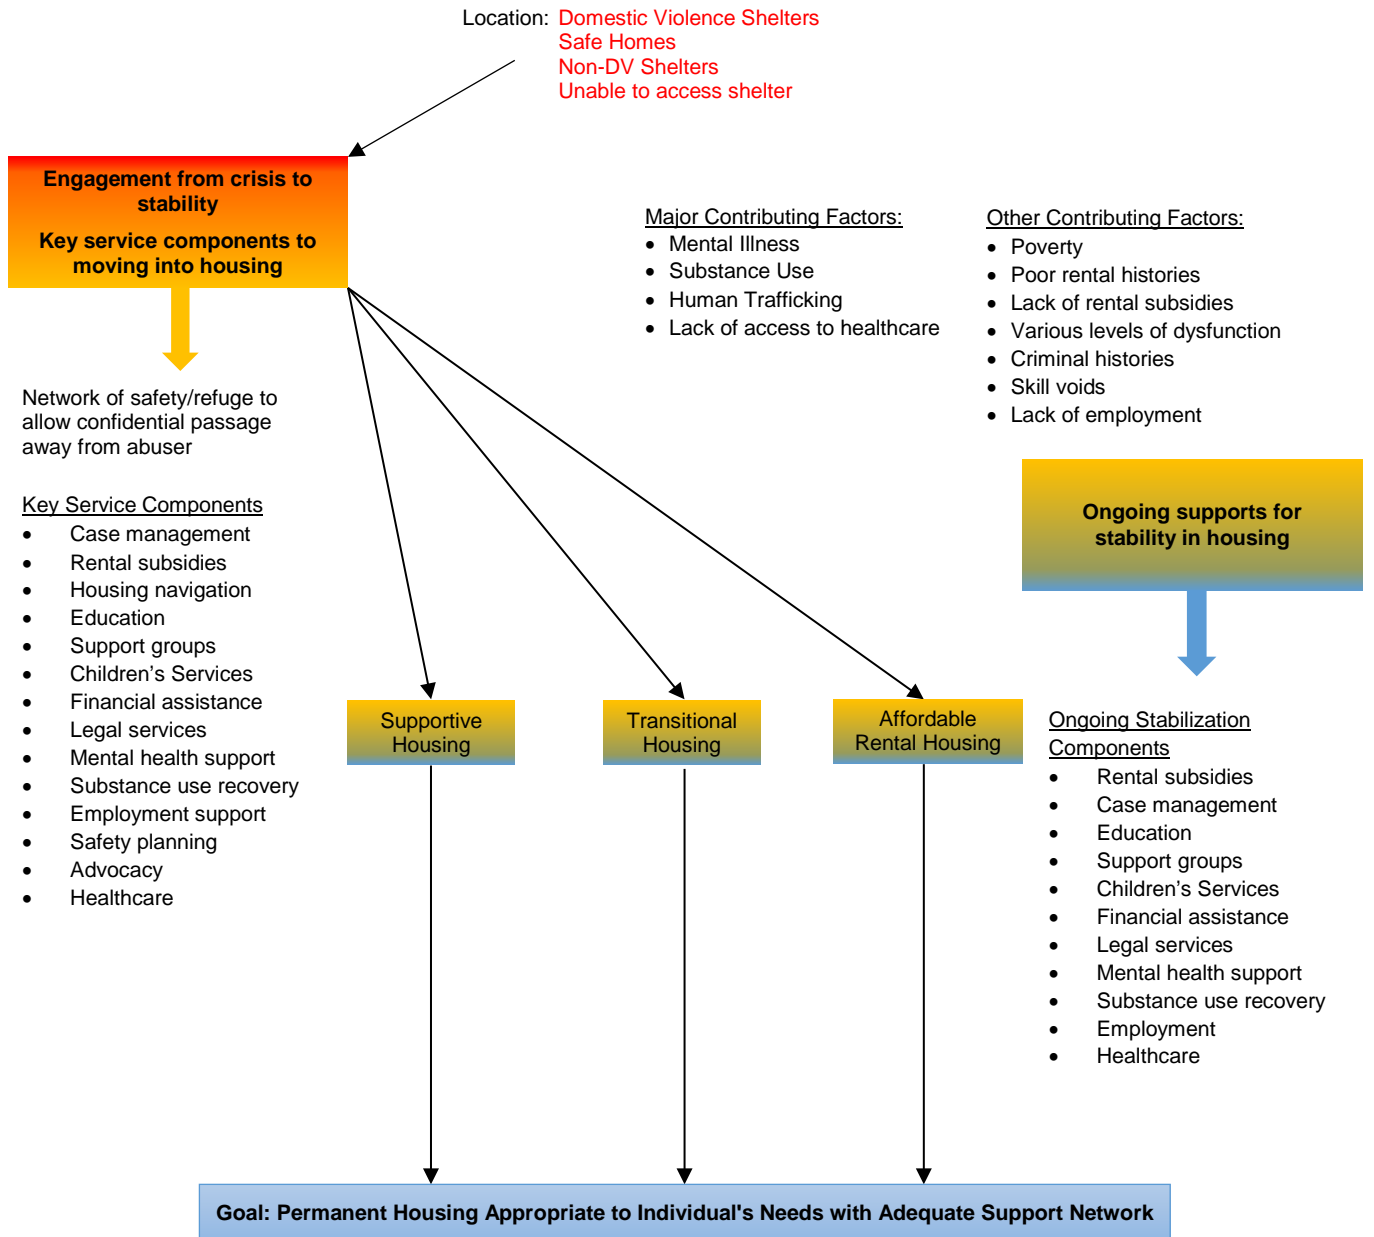 Location: Domestic Violence Shelters
Safe Homes
Non-DV Shelters
Unable to access shelter
Engagement from crisis to
stability
Key service components to
moving into housing
Network of safety/refuge to
allow confidential passage
away from abuser
Key Service Components
• Case management
• Rental subsidies
• Housing navigation
• Education
• Support groups
• Children’s Services
• Financial assistance
• Legal services
• Mental health support
• Substance use recovery
• Employment support
• Safety planning
• Advocacy
• Healthcare
Major Contributing Factors:
• Mental Illness
• Substance Use
• Human Trafficking
• Lack of access to healthcare
Other Contributing Factors:
• Poverty
• Poor rental histories
• Lack of rental subsidies
• Various levels of dysfunction
• Criminal histories
• Skill voids
• Lack of employment
Supportive
Housing
Transitional
Housing
Affordable
Rental Housing
Ongoing supports for
stability in housing
Ongoing Stabilization
Components
• Rental subsidies
• Case management
• Education
• Support groups
• Children’s Services
• Financial assistance
• Legal services
• Mental health support
• Substance use recovery
• Employment
• Healthcare
Goal: Permanent Housing Appropriate to Individual's Needs with Adequate Support Network